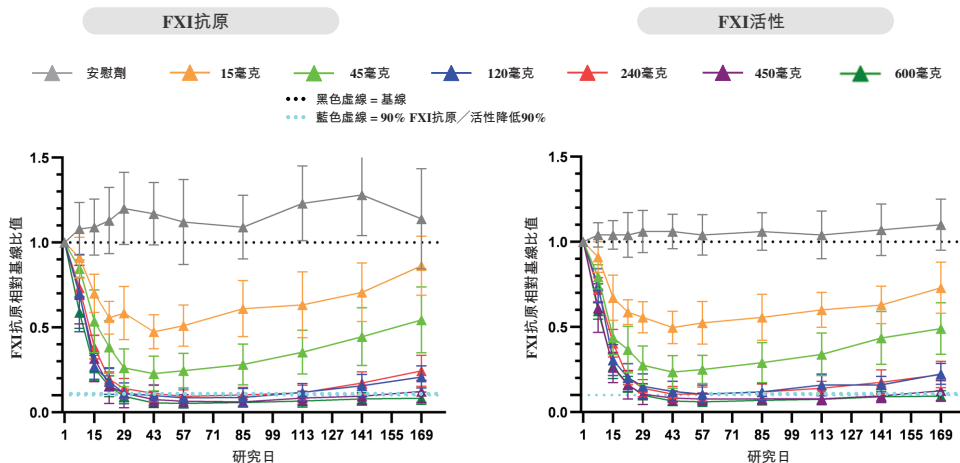 FXI抗原
FXI活性
安慰劑 15毫克 45毫克 120毫克 240毫克 450毫克 600毫克
黑色虛線 = 基線
藍色虛線 = 90% FXI抗原／活性降低90%
FXI抗原相對基線比值
1.5
1.0
0.5
0.0
1 15 29 43 57 71 85 99 113 127 141 155 169
研究日
FXI抗原相對基線比值
1.5
1.0
0.5
0.0
1 15 29 43 57 71 85 99 113 127 141 155 169
研究日